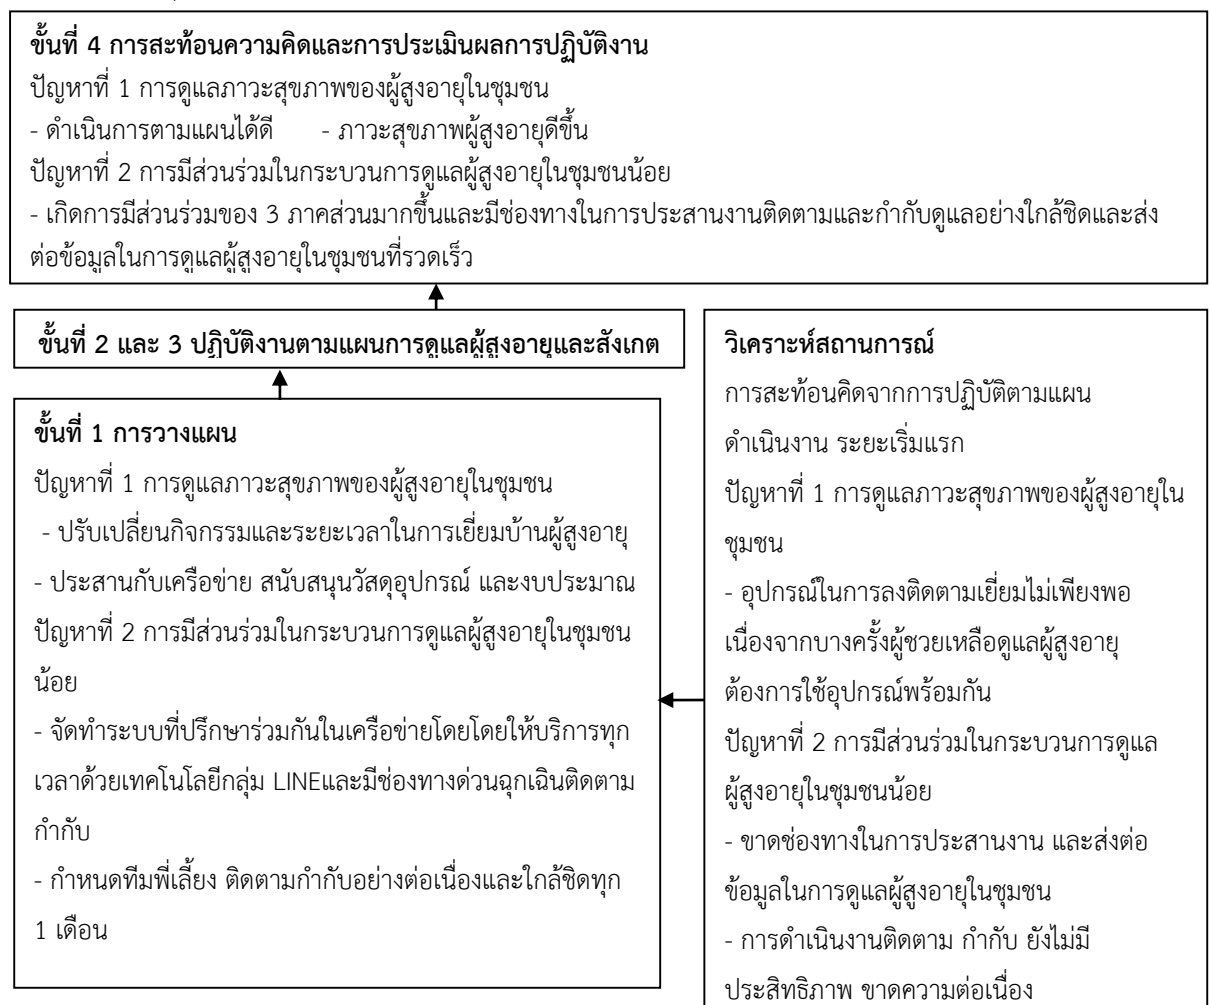 ขั้นที่ 4 การสะท้อนความคิดและการประเมินผลการปฏิบัติงาน
ปัญหาที่ 1 การดูแลภาวะสุขภาพของผู้สูงอายุในชุมชน
- ดำเนินการตามแผนได้ดี - ภาวะสุขภาพผู้สูงอายุดีขึ้น
ปัญหาที่ 2 การมีส่วนร่วมในกระบวนการดูแลผู้สูงอายุในชุมชนน้อย
- เกิดการมีส่วนร่วมของ 3 ภาคส่วนมากขึ้นและมีช่องทางในการประสานงานติดตามและกำกับดูแลอย่างใกล้ชิดและส่ง
ต่อข้อมูลในการดูแลผู้สูงอายุในชุมชนที่รวดเร็ว
ขั้นที่ 2 และ 3 ปฏิบัติงานตามแผนการดูแลผู้สูงอายุและสังเกต
ขั้นที่ 1 การวางแผน
ปัญหาที่ 1 การดูแลภาวะสุขภาพของผู้สูงอายุในชุมชน
- ปรับเปลี่ยนกิจกรรมและระยะเวลาในการเยี่ยมบ้านผู้สูงอายุ
- ประสานกับเครือข่าย สนับสนุนวัสดุอุปกรณ์ และงบประมาณ
ปัญหาที่ 2 การมีส่วนร่วมในกระบวนการดูแลผู้สูงอายุในชุมชน
น้อย
- จัดทำระบบที่ปรึกษาร่วมกันในเครือข่ายโดยโดยให้บริการทุก
เวลาด้วยเทคโนโลยีกลุ่ม LINEและมีช่องทางด่วนฉุกเฉินติดตาม
กำกับ
- กำหนดทีมพี่เลี้ยง ติดตามกำกับอย่างต่อเนื่องและใกล้ชิดทุก
1 เดือน
วิเคราะห์สถานการณ์
การสะท้อนคิดจากการปฏิบัติตามแผน
ดำเนินงาน ระยะเริ่มแรก
ปัญหาที่ 1 การดูแลภาวะสุขภาพของผู้สูงอายุใน
ชุมชน
- อุปกรณ์ในการลงติดตามเยี่ยมไม่เพียงพอ
เนื่องจากบางครั้งผู้ชวยเหลือดูแลผู้สูงอายุ
ต้องการใช้อุปกรณ์พร้อมกัน
ปัญหาที่ 2 การมีส่วนร่วมในกระบวนการดูแล
ผู้สูงอายุในชุมชนน้อย
- ขาดช่องทางในการประสานงาน และส่งต่อ
ข้อมูลในการดูแลผู้สูงอายุในชุมชน
- การดำเนินงานติดตาม กำกับ ยังไม่มี
ประสิทธิภาพ ขาดความต่อเนื่อง